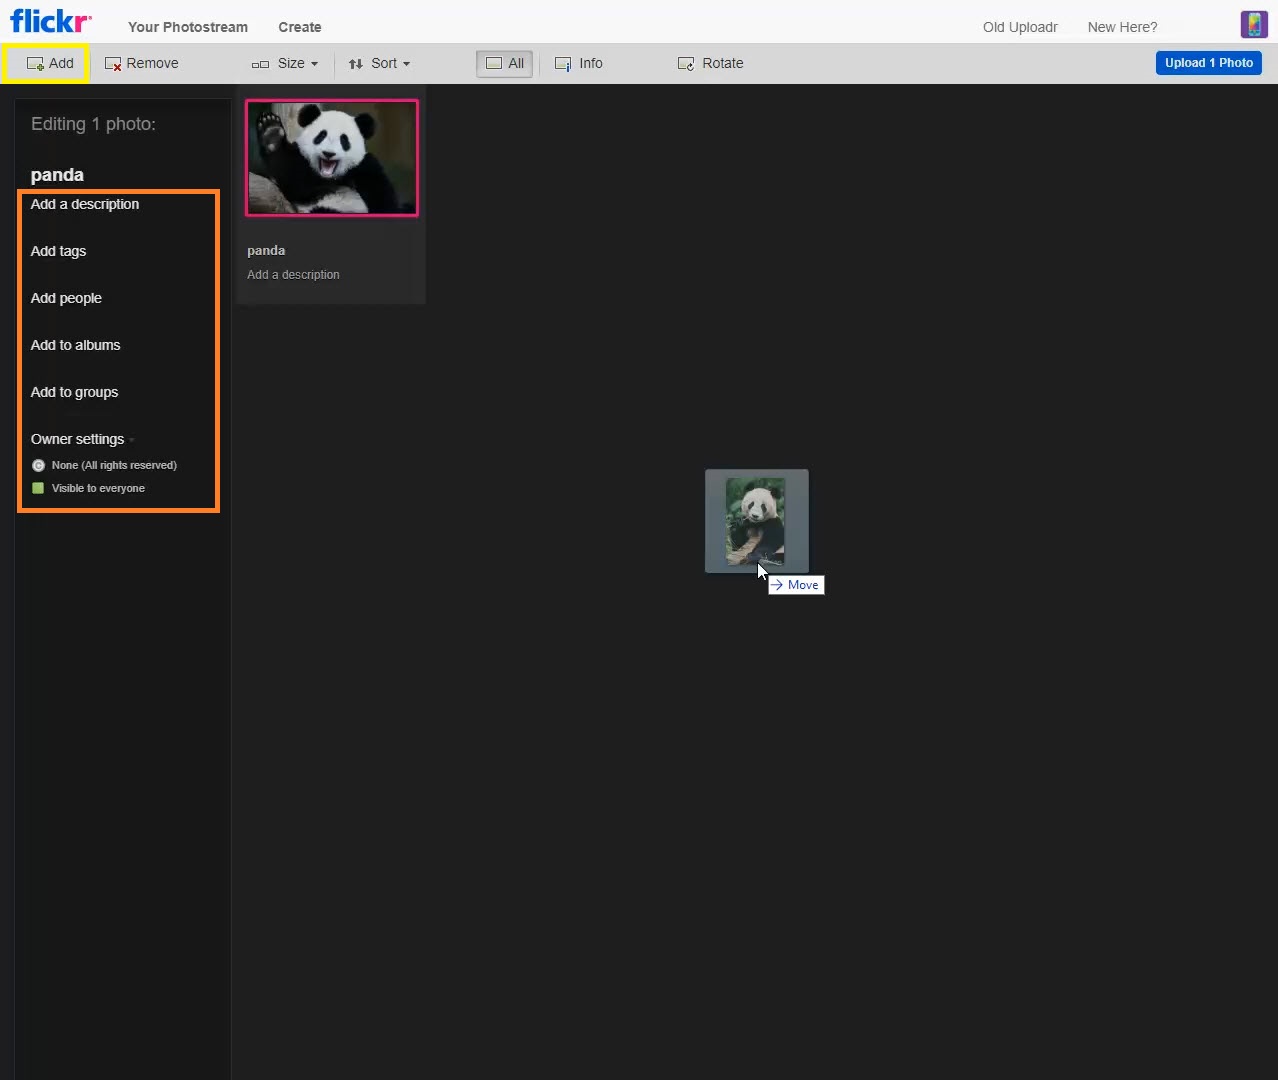 flickr
Your Photostream
Create
Old Uploadr
New Here?
Add
Remove
Size
Sort
All
Info
Rotate
Upload 1 Photo
Editing 1 photo:
panda
Add a description
Add tags
Add people
Add to albums
Add to groups
Owner settings
None (All rights reserved)
Visible to everyone
panda
Add a description
Move